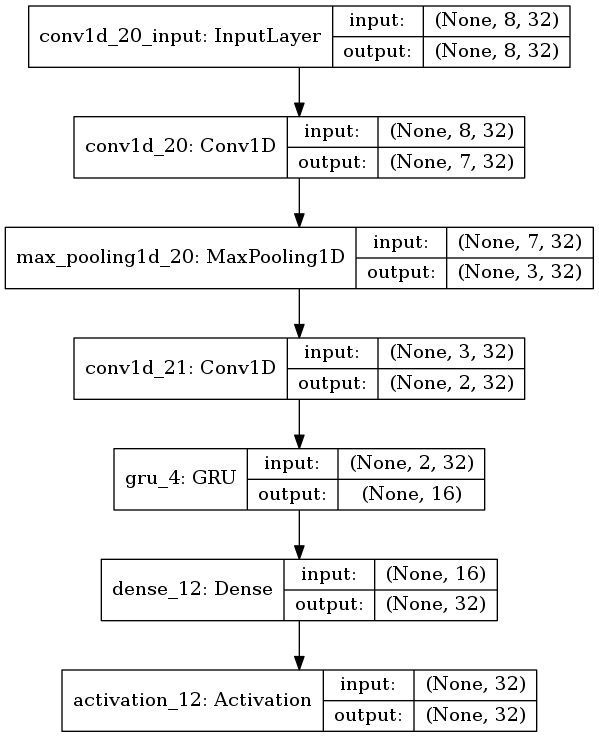 conv1d_20_input: InputLayer
input: (None, 8, 32)
output: (None, 8, 32)
conv1d_20: Conv1D
input: (None, 8, 32)
output: (None, 7, 32)
max_pooling1d_20: MaxPooling1D
input: (None, 7, 32)
output: (None, 3, 32)
conv1d_21: Conv1D
input: (None, 3, 32)
output: (None, 2, 32)
gru_4: GRU
input: (None, 2, 32)
output: (None, 16)
dense_12: Dense
input: (None, 16)
output: (None, 32)
activation_12: Activation
input: (None, 32)
output: (None, 32)